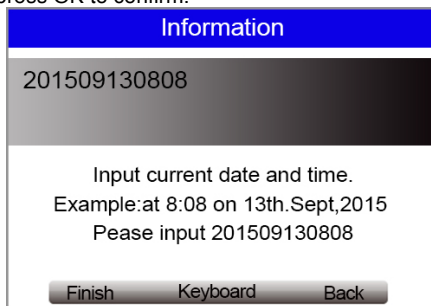 press OK to confirm.
Information
201509130808
Input current date and time.
Example:at 8:08 on 13th.Sept,2015
Pease input 201509130808
Finish Keyboard Back